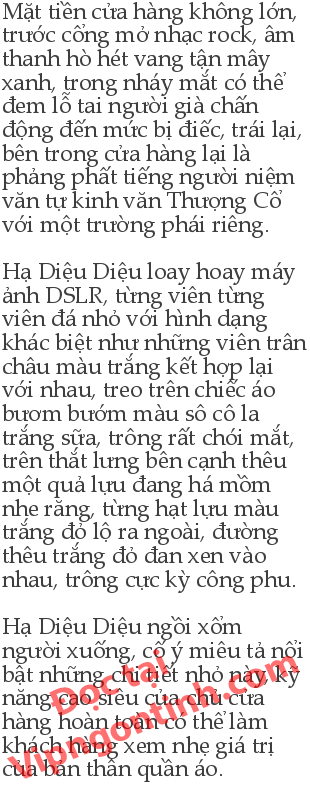 Mặt tiền cửa hàng không lớn,
trước cổng mở nhạc rock, âm
thanh hò hét vang tận mây
xanh, trong nháy mắt có thể
đem lỗ tai người già chấn
động đến mức bị điếc, trái lại,
bên trong cửa hàng lại là
phảng phất tiếng người niệm
văn tự kinh văn Thượng Cổ
với một trường phái riêng.
Hạ Diệu Diệu loay hoay máy
ảnh DSLR, từng viên từng
viên đá nhỏ với hình dạng
khác biệt như những viên trân
châu màu trắng kết hợp lại
với nhau, treo trên chiếc áo
bươm bướm màu sô cô la
trắng sữa, trông rất chói mắt,
trên thắt lưng bên cạnh thêu
một quả lựu đang há mồm
nhe răng, từng hạt lựu màu
trắng đỏ lộ ra ngoài, đường
thêu trắng đỏ đan xen vào
nhau, trông cực kỳ công phu.
Hạ Diệu Diệu ngồi xổm
người xuống, cố ý miêu tả nổi
bật những chi tiết nhỏ này, kỹ
năng cao siêu của chủ cửa
hàng hoàn toàn có thể làm
khách hàng xem nhẹ giá trị
của bản thân quần áo.
Đọc tại
Vipngontinh.com